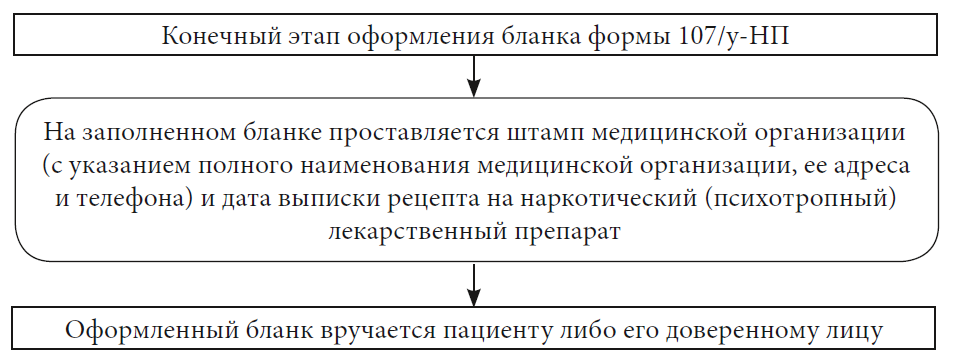 Конечный этап оформления бланка формы 107/у-НП
На заполненном бланке проставляется штамп медицинской организации
(с указанием полного наименования медицинской организации, ее адреса
и телефона) и дата выписки рецепта на наркотический (психотропный)
лекарственный препарат
Оформленный бланк вручается пациенту либо его доверенному лицу